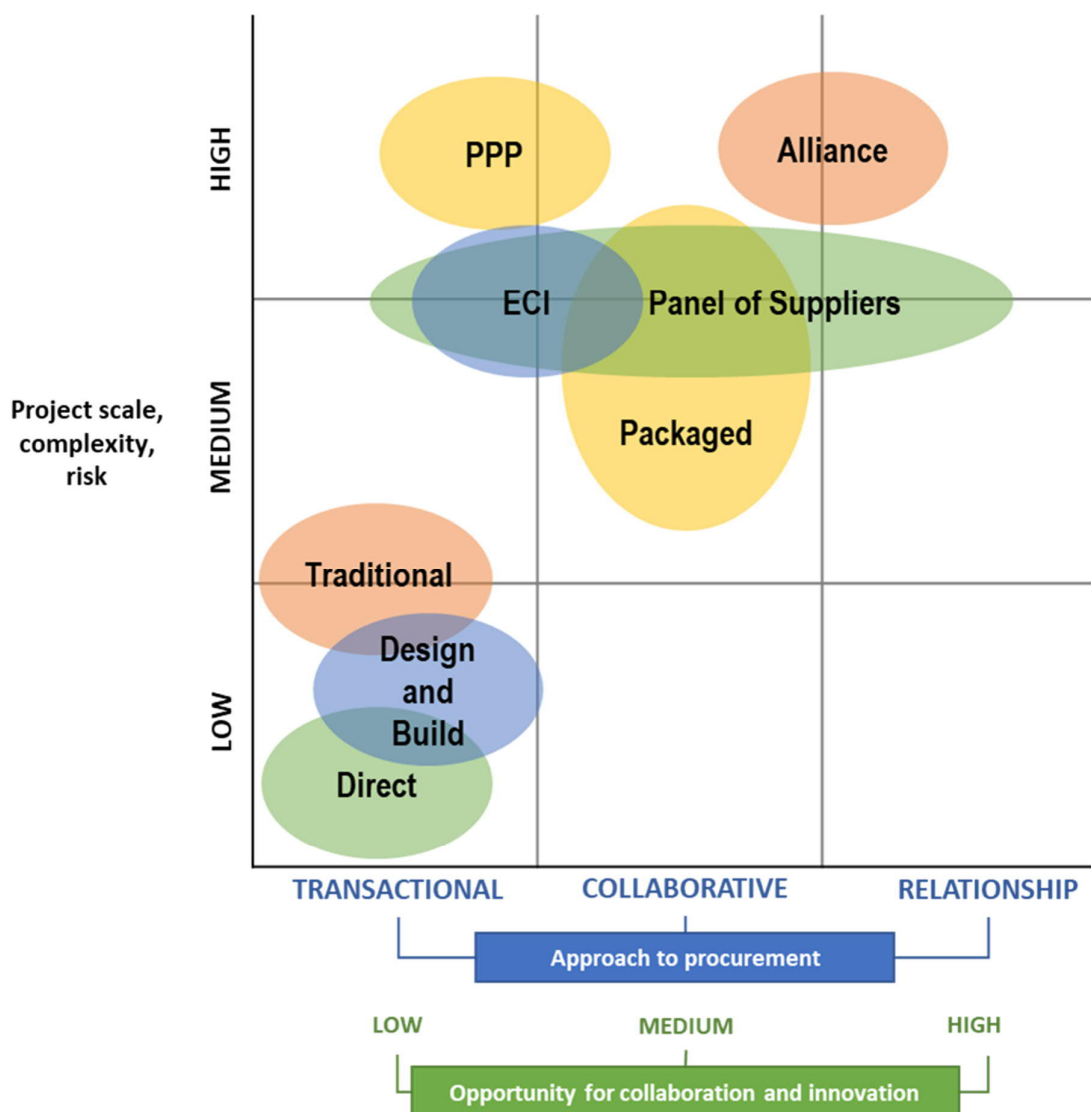 HIGH
PPP
Alliance
ECI
Panel of Suppliers
MEDIUM
Project scale,
complexity,
risk
Packaged
Traditional
Design
and
Build
LOW
Direct
TRANSACTIONAL
COLLABORATIVE
RELATIONSHIP
Approach to procurement
LOW
MEDIUM
HIGH
Opportunity for collaboration and innovation